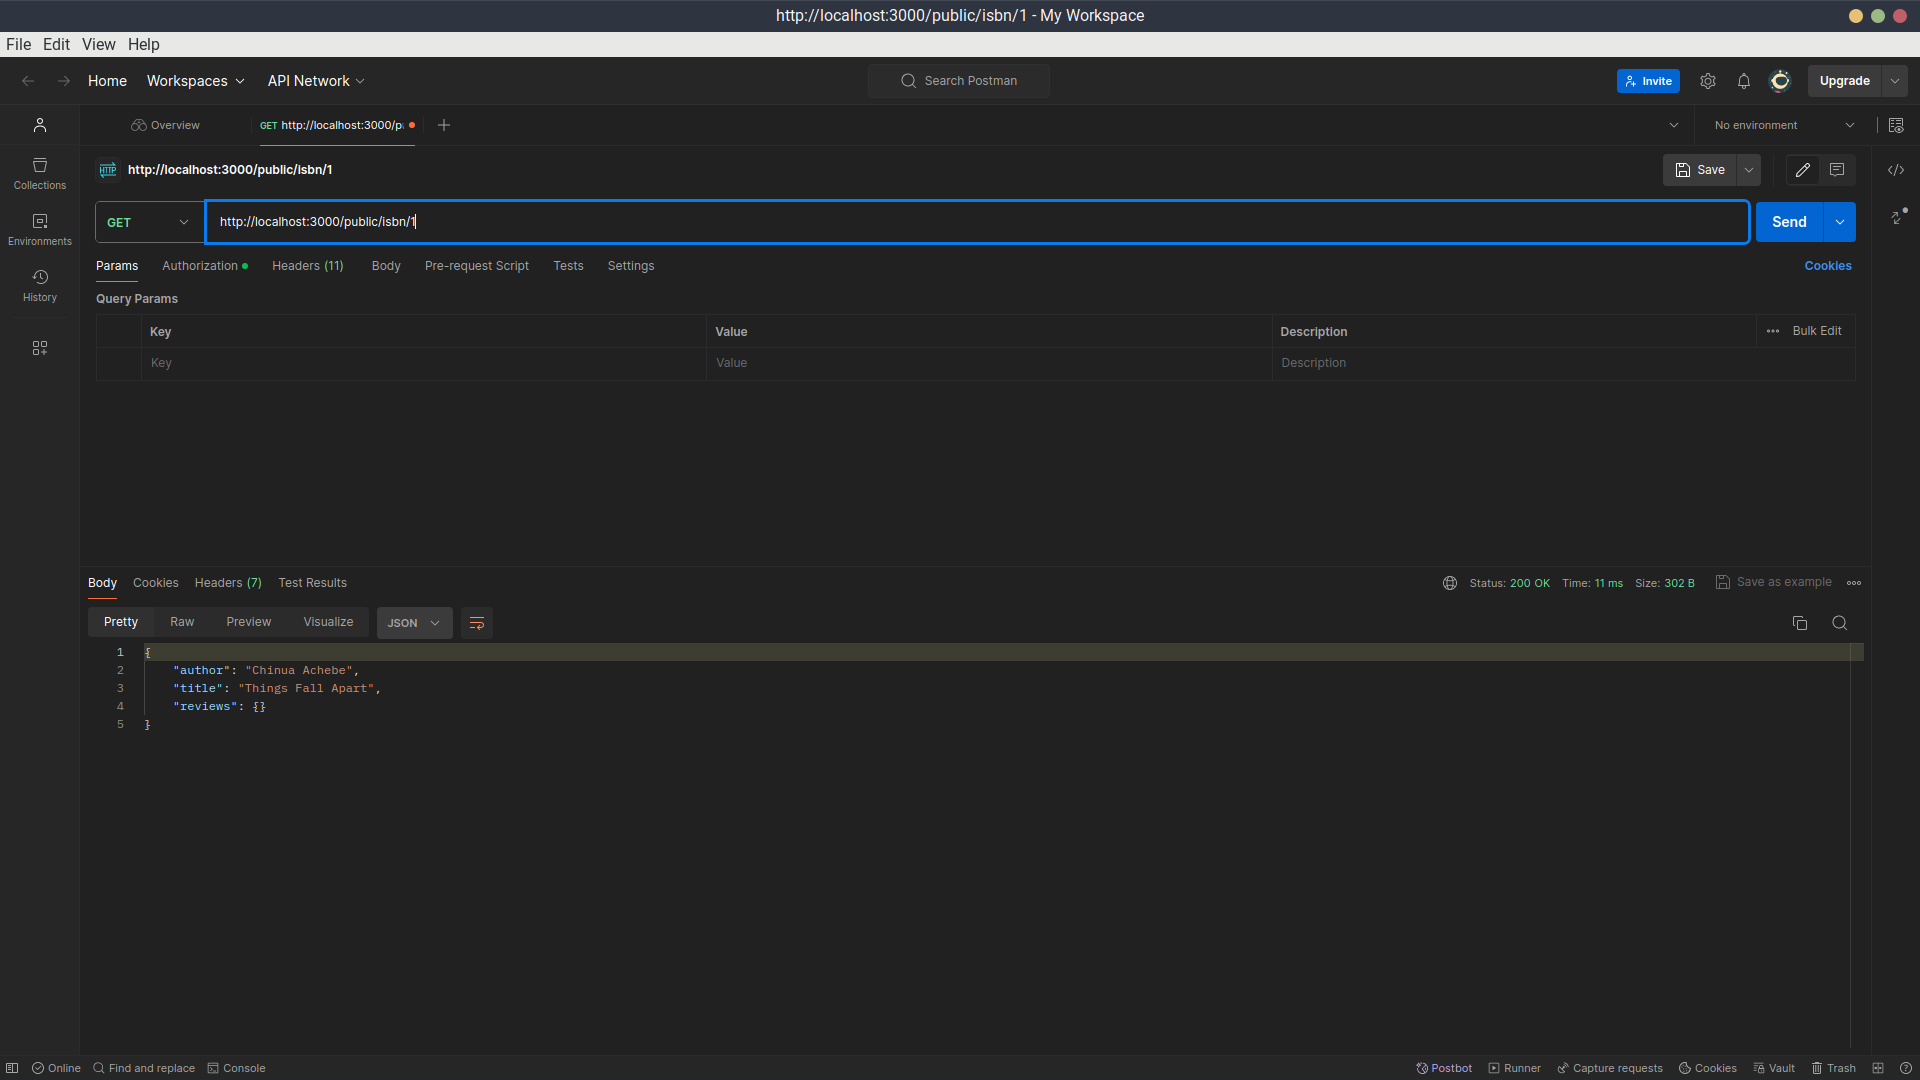 http://localhost:3000/public/isbn/1 - My Workspace
File Edit View Help
Home Workspaces API Network Search Postman Invite Upgrade
Overview GET http://localhost:3000/p No environment
HTTP http://localhost:3000/public/isbn/1 Save
Collections
GET http://localhost:3000/public/isbn/1 Send
Environments
Params Authorization Headers (11) Body Pre-request Script Tests Settings Cookies
History
Query Params
Key Value Description Bulk Edit
Key Value Description
Body Cookies Headers (7) Test Results Status: 200 OK Time: 11 ms Size: 302 B Save as example
Pretty Raw Preview Visualize JSON
1 {
2 "author": "Chinua Achebe",
3 "title": "Things Fall Apart",
4 "reviews": {}
5 }
Online Find and replace Console Postbot Runner Capture requests Cookies Vault Trash